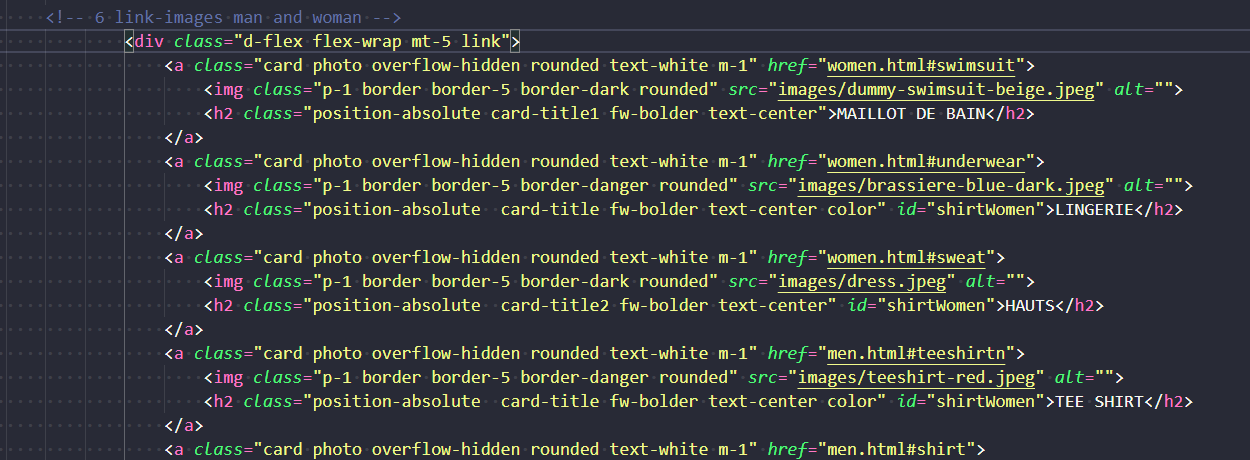 <!-- 6 link-images man and woman -->
<div class="d-flex flex-wrap mt-5 link">
<a class="card photo overflow-hidden rounded text-white m-1" href="women.html#swimsuit">
<img class="p-1 border border-5 border-dark rounded" src="images/dummy-swimsuit-beige.jpeg" alt="">
<h2 class="position-absolute card-title1 fw-bolder text-center">MAILLOT DE BAIN</h2>
</a>
<a class="card photo overflow-hidden rounded text-white m-1" href="women.html#underwear">
<img class="p-1 border border-5 border-danger rounded" src="images/brassiere-blue-dark.jpeg" alt="">
<h2 class="position-absolute  card-title fw-bolder text-center color" id="shirtWomen">LINGERIE</h2>
</a>
<a class="card photo overflow-hidden rounded text-white m-1" href="women.html#sweat">
<img class="p-1 border border-5 border-dark rounded" src="images/dress.jpeg" alt="">
<h2 class="position-absolute  card-title2 fw-bolder text-center" id="shirtWomen">HAUTS</h2>
</a>
<a class="card photo overflow-hidden rounded text-white m-1" href="men.html#teeshirtn">
<img class="p-1 border border-5 border-danger rounded" src="images/teeshirt-red.jpeg" alt="">
<h2 class="position-absolute  card-title fw-bolder text-center color" id="shirtWomen">TEE SHIRT</h2>
</a>
<a class="card photo overflow-hidden rounded text-white m-1" href="men.html#shirt">